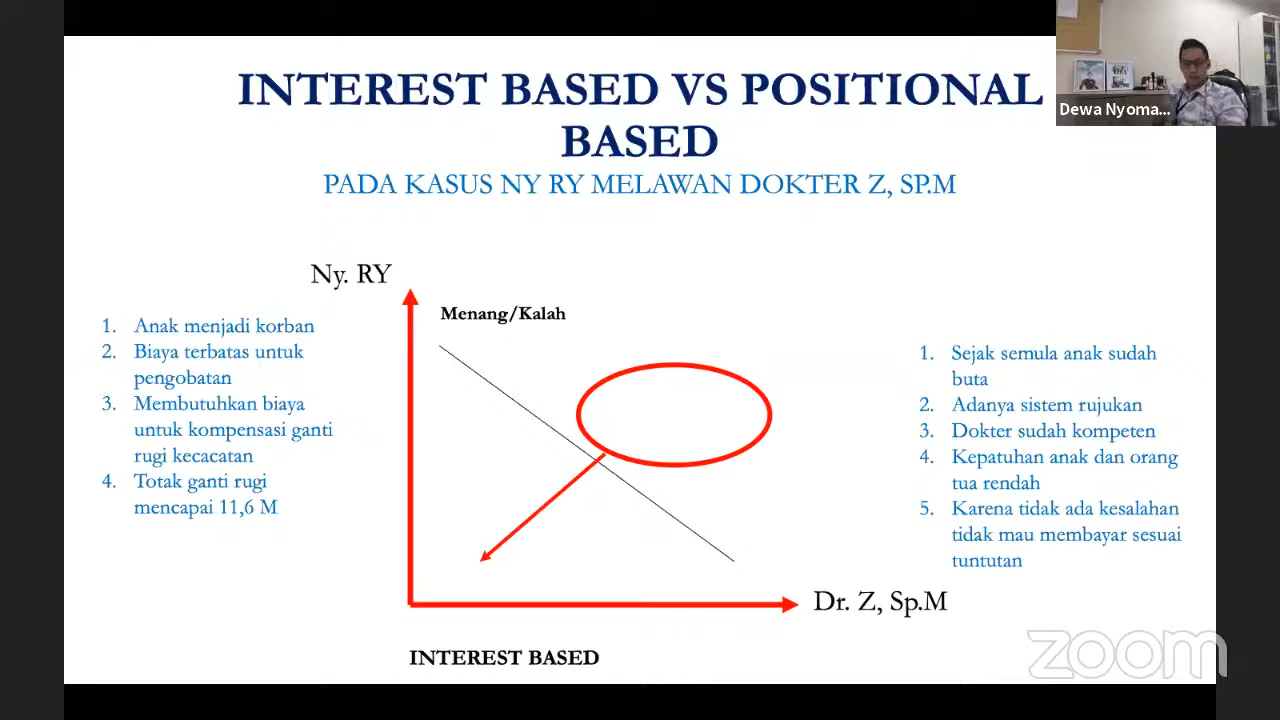 INTEREST BASED VS POSITIONAL
BASED
PADA KASUS NY RY MELAWAN DOKTER Z, SP.M
Dewa Nyoma...
Ny. RY
Menang/Kalah
1. Anak menjadi korban
2. Biaya terbatas untuk
pengobatan
3. Membutuhkan biaya
untuk kompensasi ganti
rugi kecacatan
4. Totak ganti rugi
mencapai 11,6 M
1. Sejak semula anak sudah
buta
2. Adanya sistem rujukan
3. Dokter sudah kompeten
4. Kepatuhan anak dan orang
tua rendah
5. Karena tidak ada kesalahan
tidak mau membayar sesuai
tuntutan
Dr. Z, Sp.M
INTEREST BASED
zoom